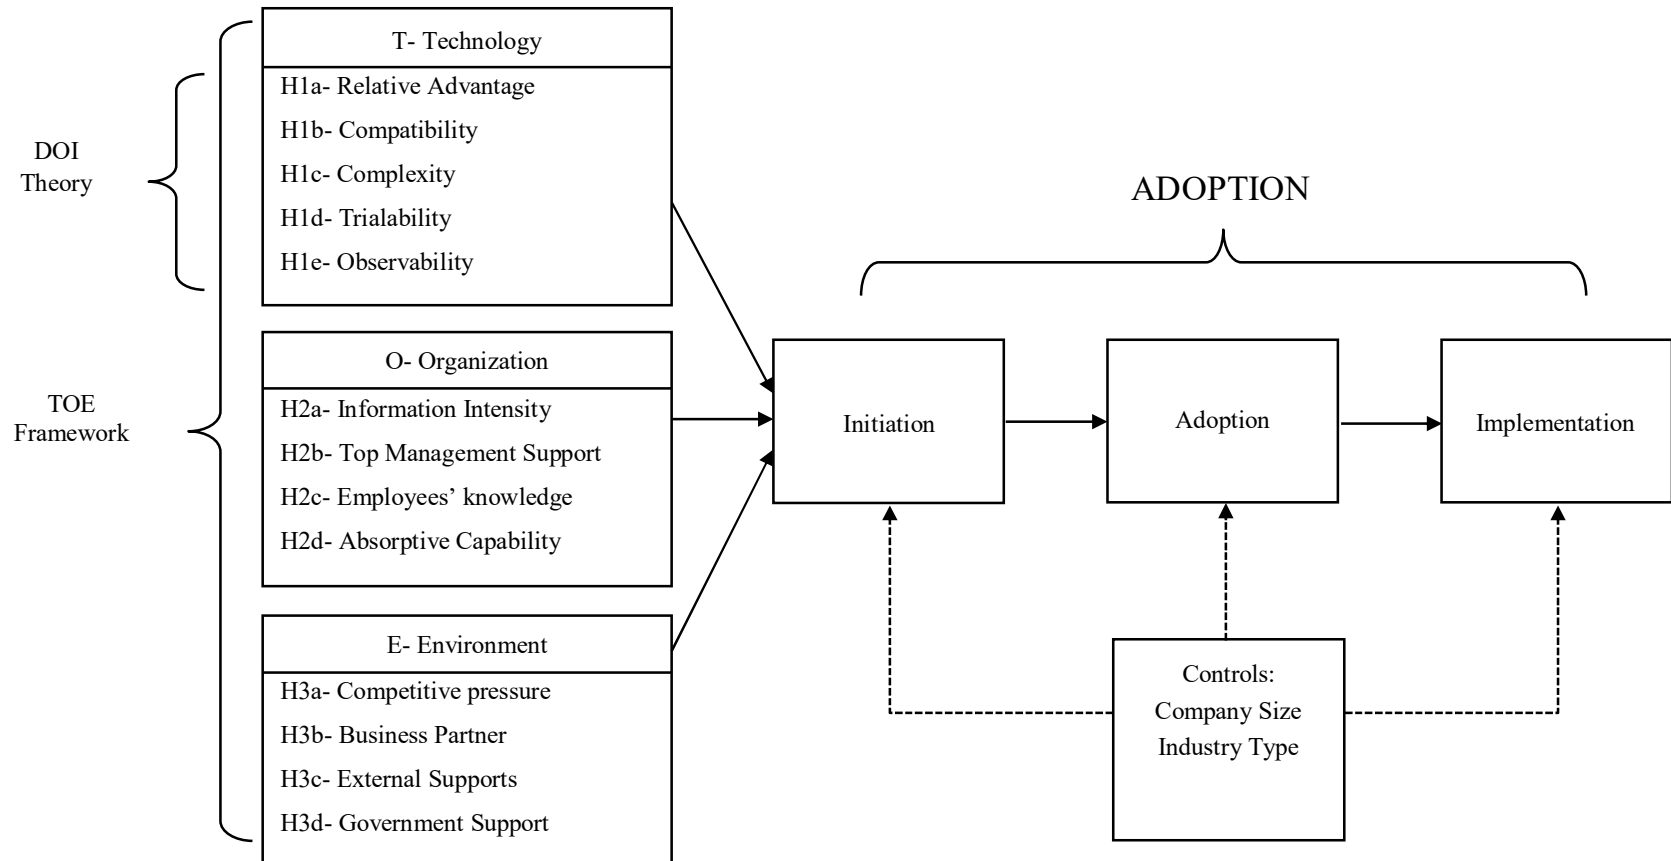 DOI
Theory
TOE
Framework
T- Technology
H1a- Relative Advantage
H1b- Compatibility
H1c- Complexity
H1d- Trialability
H1e- Observability
O- Organization
H2a- Information Intensity
H2b- Top Management Support
H2c- Employees’ knowledge
H2d- Absorptive Capability
E- Environment
H3a- Competitive pressure
H3b- Business Partner
H3c- External Supports
H3d- Government Support
ADOPTION
Initiation
Adoption
Implementation
Controls:
Company Size
Industry Type